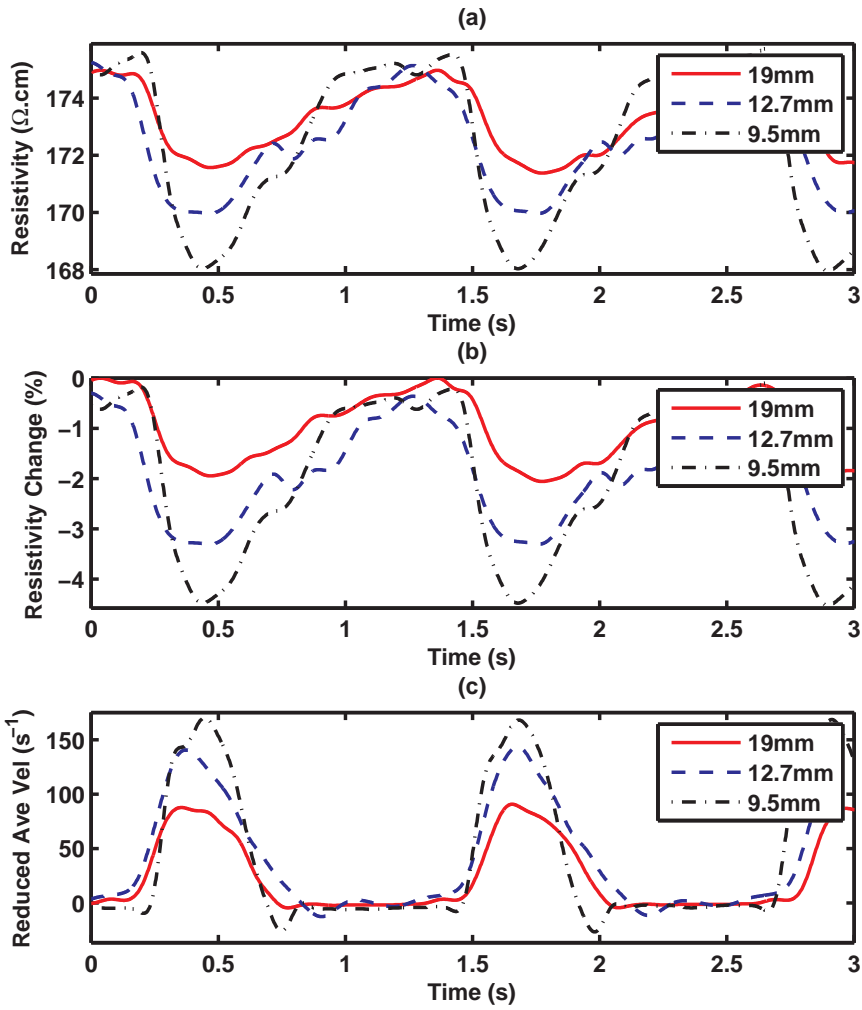 (a)
Resistivity (Ω.cm)
174
172
170
168
19mm
12.7mm
9.5mm
0 0.5 1 1.5 2 2.5 3
Time (s)
(b)
Resistivity Change (%)
0
−1
−2
−3
−4
19mm
12.7mm
9.5mm
0 0.5 1 1.5 2 2.5 3
Time (s)
(c)
Reduced Ave Vel (s⁻¹)
150
100
50
0
19mm
12.7mm
9.5mm
0 0.5 1 1.5 2 2.5 3
Time (s)